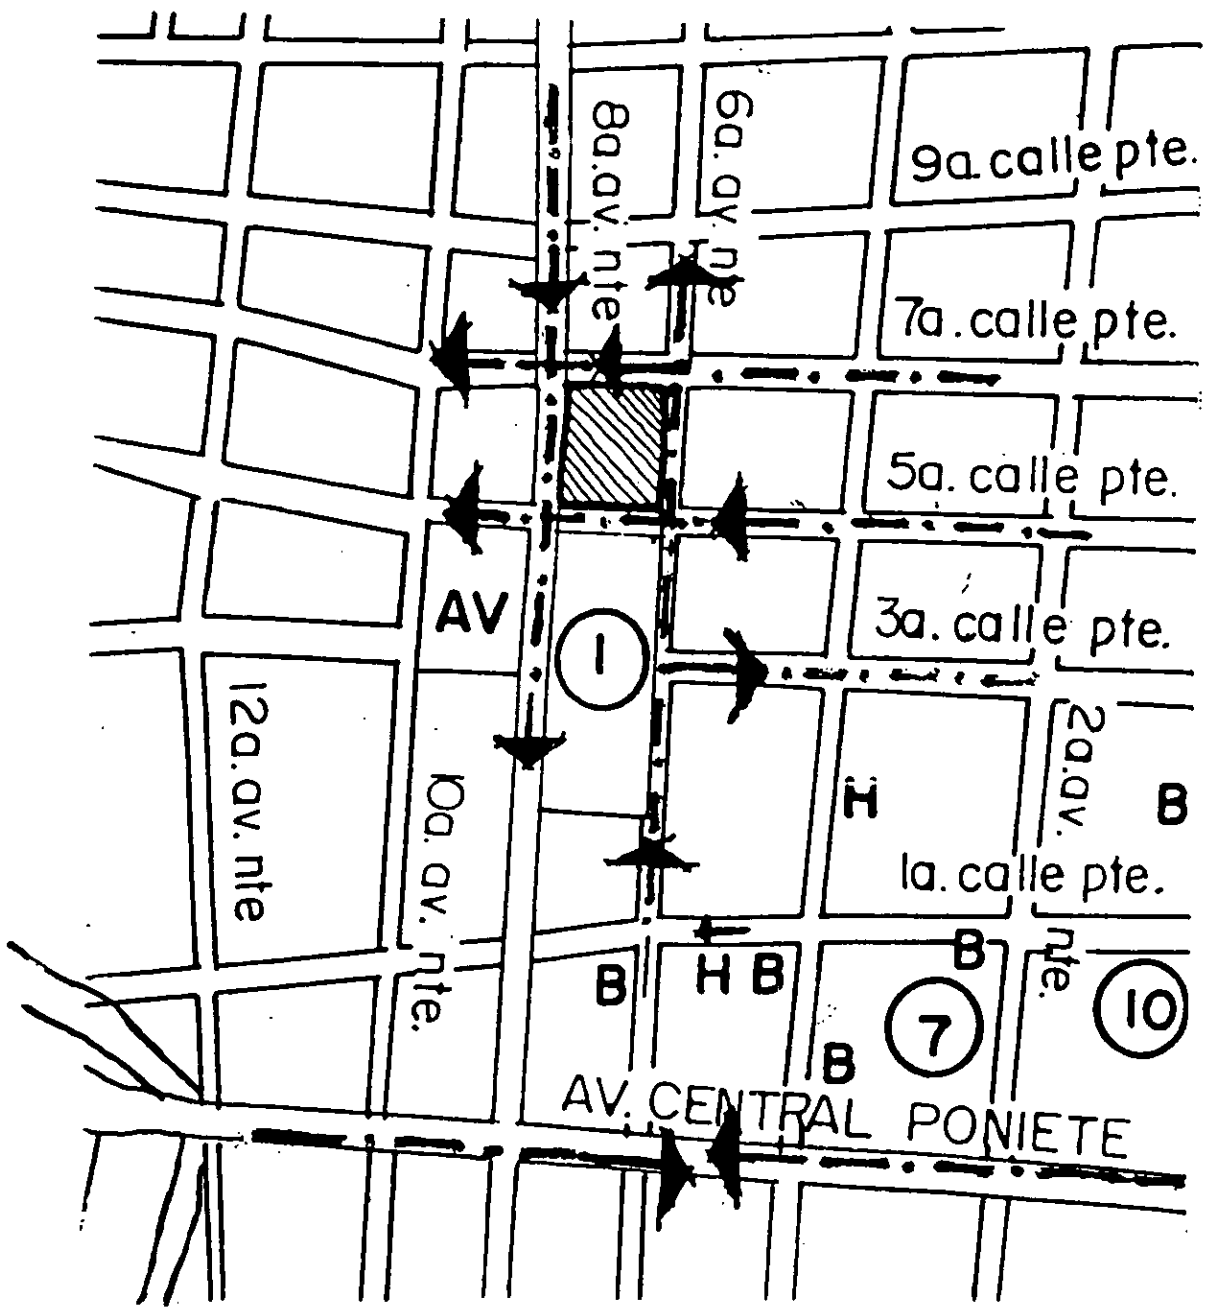 8a. av. nte
6a. av. nte
9a. calle pte.
7a. calle pte.
5a. calle pte.
AV
1
3a. calle pte.
12a. av. nte
10a. av. nte.
2a. av. nte.
H
B
1a. calle pte.
B
H B
B
7
10
B
AV. CENTRAL PONIETE